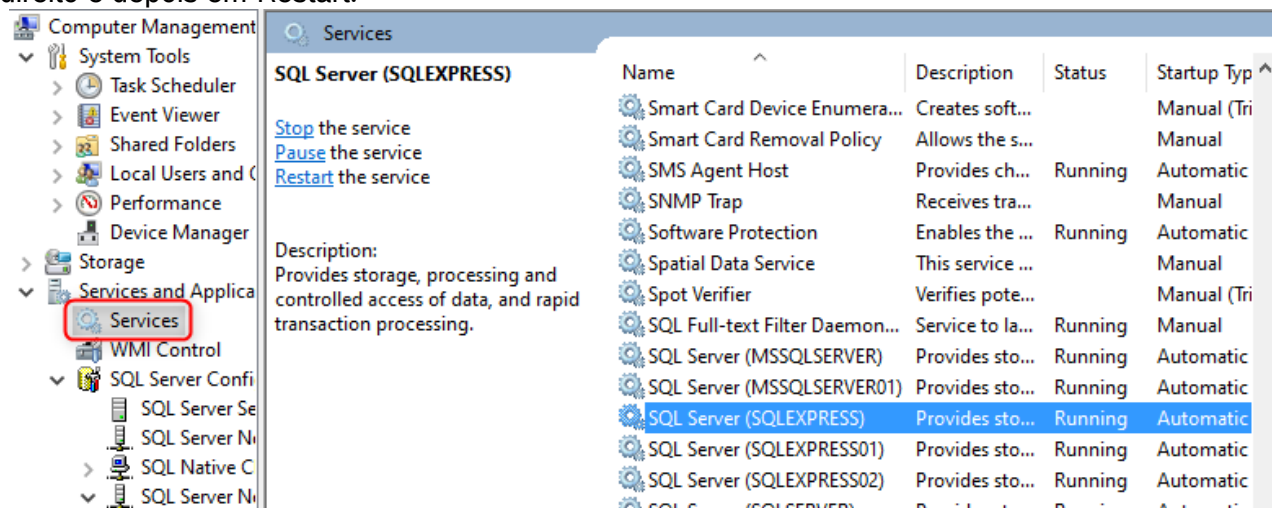 direito e depois em Restart.
Computer Management
System Tools
Task Scheduler
Event Viewer
Shared Folders
Local Users and
Performance
Device Manager
Storage
Services and Applica
Services
WMI Control
SQL Server Confi
SQL Server Se
SQL Server N
SQL Native C
SQL Server N
Services
SQL Server (SQLEXPRESS)
Stop the service
Pause the service
Restart the service
Description:
Provides storage, processing and
controlled access of data, and rapid
transaction processing.
Name Description Status Startup Typ
Smart Card Device Enumera... Creates soft... Manual (Tri
Smart Card Removal Policy Allows the s... Manual
SMS Agent Host Provides ch... Running Automatic
SNMP Trap Receives tra... Manual
Software Protection Enables the ... Running Automatic
Spatial Data Service This service ... Manual
Spot Verifier Verifies pote... Manual (Tri
SQL Full-text Filter Daemon... Service to la... Running Manual
SQL Server (MSSQLSERVER) Provides sto... Running Automatic
SQL Server (MSSQLSERVER01) Provides sto... Running Automatic
SQL Server (SQLEXPRESS) Provides sto... Running Automatic
SQL Server (SQLEXPRESS01) Provides sto... Running Automatic
SQL Server (SQLEXPRESS02) Provides sto... Running Automatic